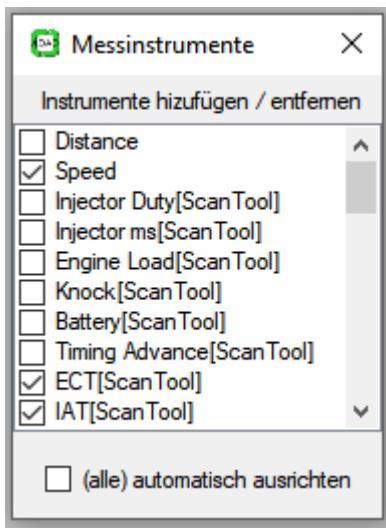 Messinstrumente
Instrumente hizufügen / entfernen
Distance
Speed
Injector Duty[ScanTool]
Injector ms[ScanTool]
Engine Load[ScanTool]
Knock[ScanTool]
Battery[ScanTool]
Timing Advance[ScanTool]
ECT[ScanTool]
IAT[ScanTool]
(alle) automatisch ausrichten